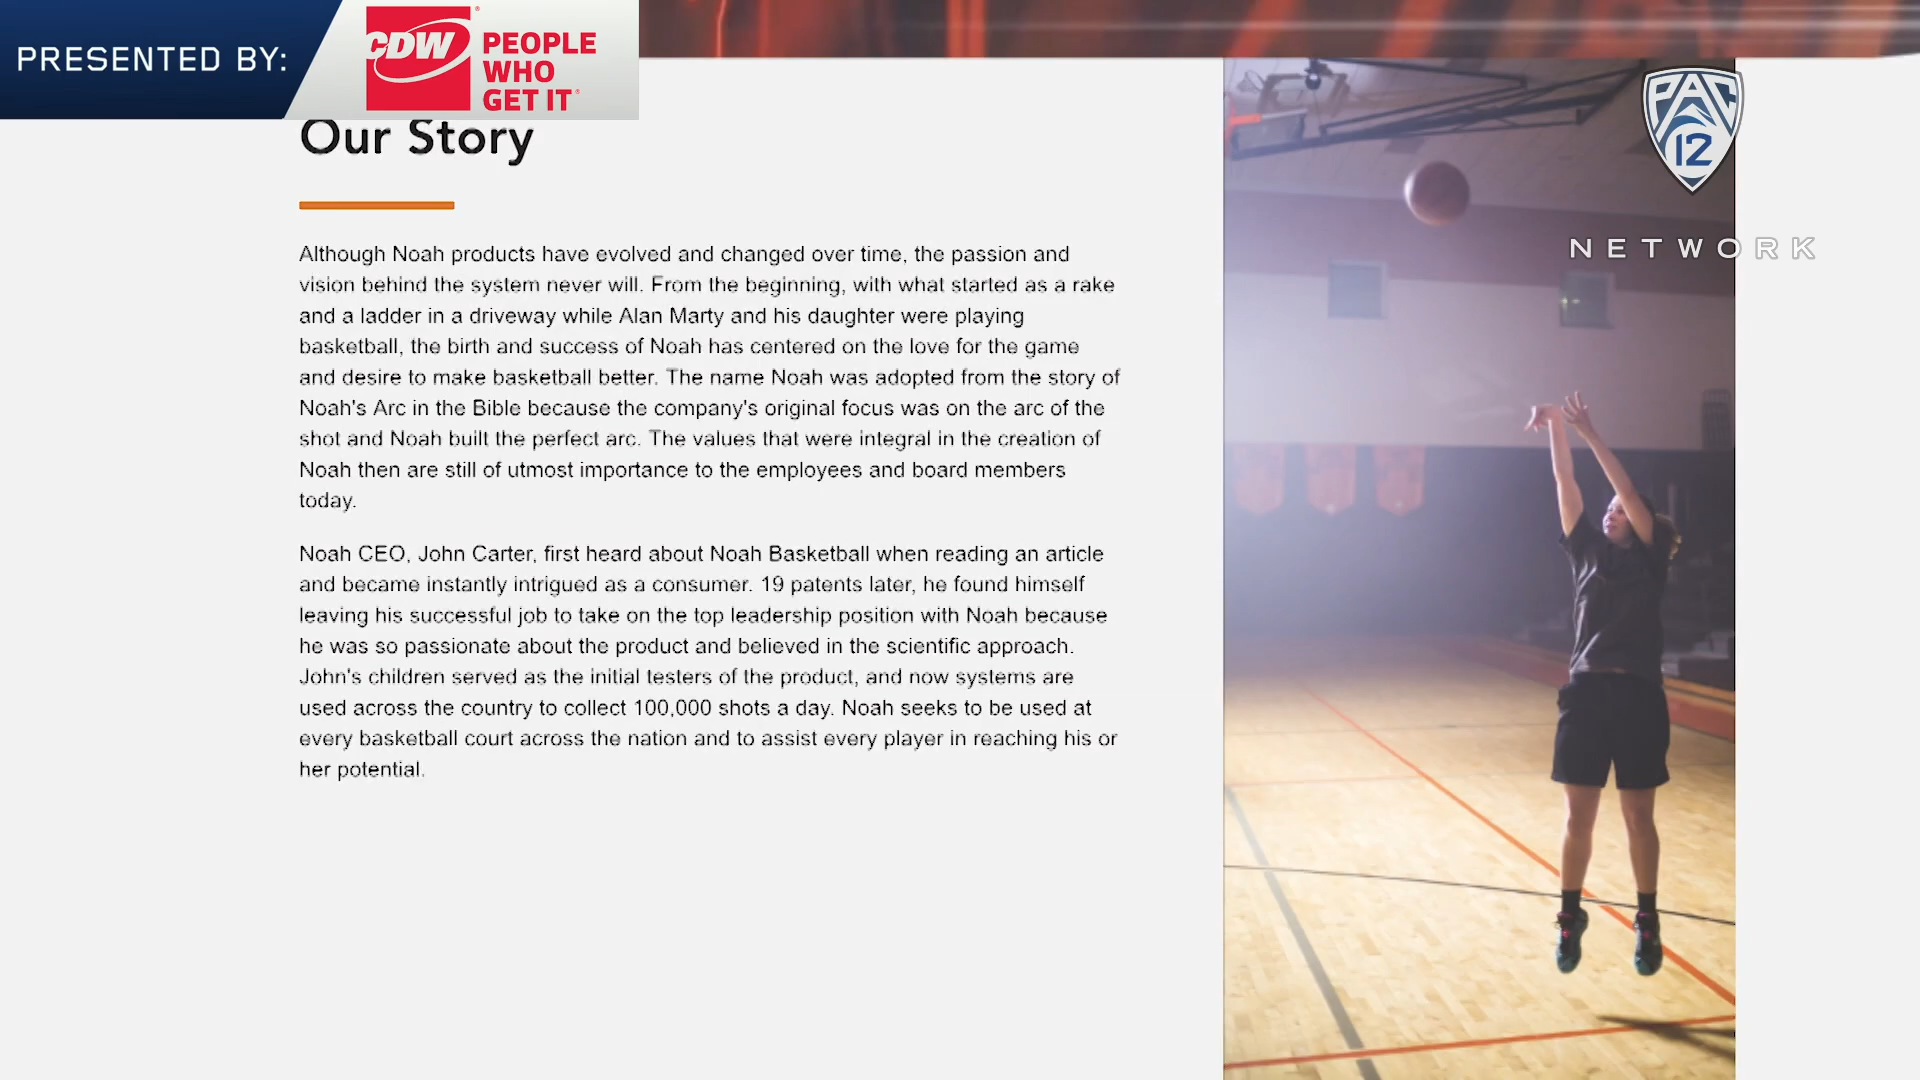 PRESENTED BY:
CDW
PEOPLE
WHO
GET IT
PAC
12
NETWORK
Our Story
Although Noah products have evolved and changed over time, the passion and
vision behind the system never will. From the beginning, with what started as a rake
and a ladder in a driveway while Alan Marty and his daughter were playing
basketball, the birth and success of Noah has centered on the love for the game
and desire to make basketball better. The name Noah was adopted from the story of
Noah's Arc in the Bible because the company's original focus was on the arc of the
shot and Noah built the perfect arc. The values that were integral in the creation of
Noah then are still of utmost importance to the employees and board members
today.
Noah CEO, John Carter, first heard about Noah Basketball when reading an article
and became instantly intrigued as a consumer. 19 patents later, he found himself
leaving his successful job to take on the top leadership position with Noah because
he was so passionate about the product and believed in the scientific approach.
John's children served as the initial testers of the product, and now systems are
used across the country to collect 100,000 shots a day. Noah seeks to be used at
every basketball court across the nation and to assist every player in reaching his or
her potential.